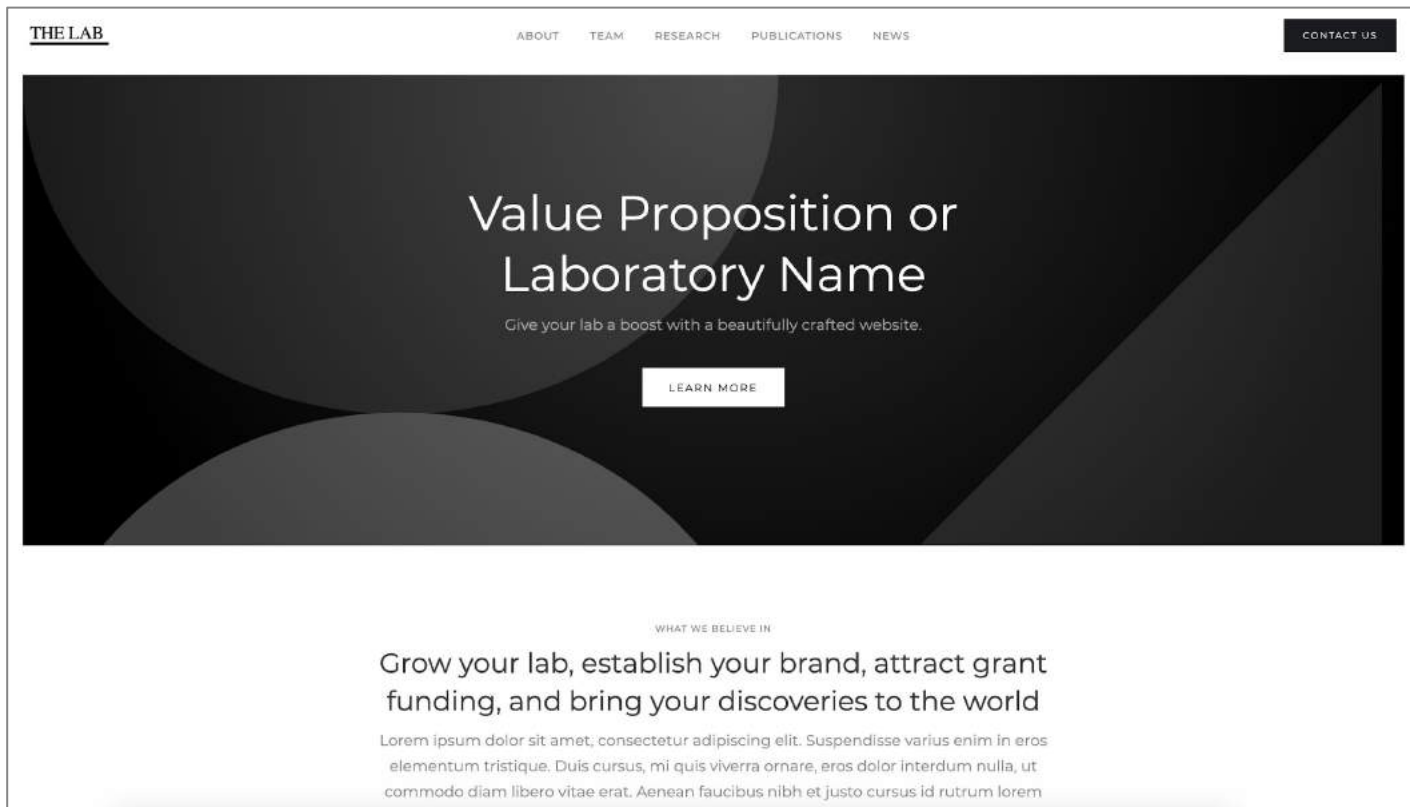 THE LAB
ABOUT TEAM RESEARCH PUBLICATIONS NEWS
CONTACT US
Value Proposition or
Laboratory Name
Give your lab a boost with a beautifully crafted website.
LEARN MORE
WHAT WE BELIEVE IN
Grow your lab, establish your brand, attract grant
funding, and bring your discoveries to the world
Lorem ipsum dolor sit amet, consectetur adipiscing elit. Suspendisse varius enim in eros
elementum tristique. Duis cursus, mi quis viverra ornare, eros dolor interdum nulla, ut
commodo diam libero vitae erat. Aenean faucibus nibh et justo cursus id rutrum lorem